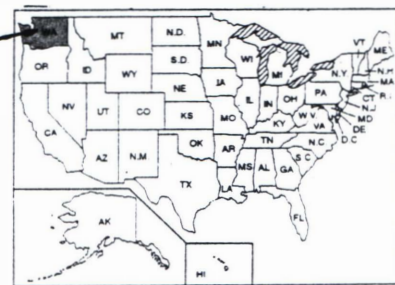 WA
MT
N.D.
MN
VT
ME
OR
ID
S.D.
WI
MI
N.Y
N.H
MA
R.I
WY
IA
PA
CT
N.J
NV
UT
CO
NE
IL
IN
OH
MD
DE
D.C
CA
KS
MO
KY
W.V.
VA
AZ
N.M
OK
AR
TN
N.C.
S.C
TX
LA
MS
AL
GA
FL
AK
HI